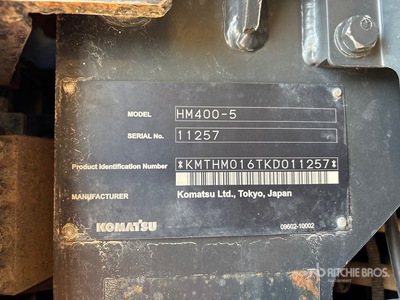 MODEL HM400-5
SERIAL No. 11257
Product Identification Number *KMTHM016TKD011257*
MANUFACTURER Komatsu Ltd., Tokyo, Japan
KOMATSU 09602-10002
RITCHIE BROS.